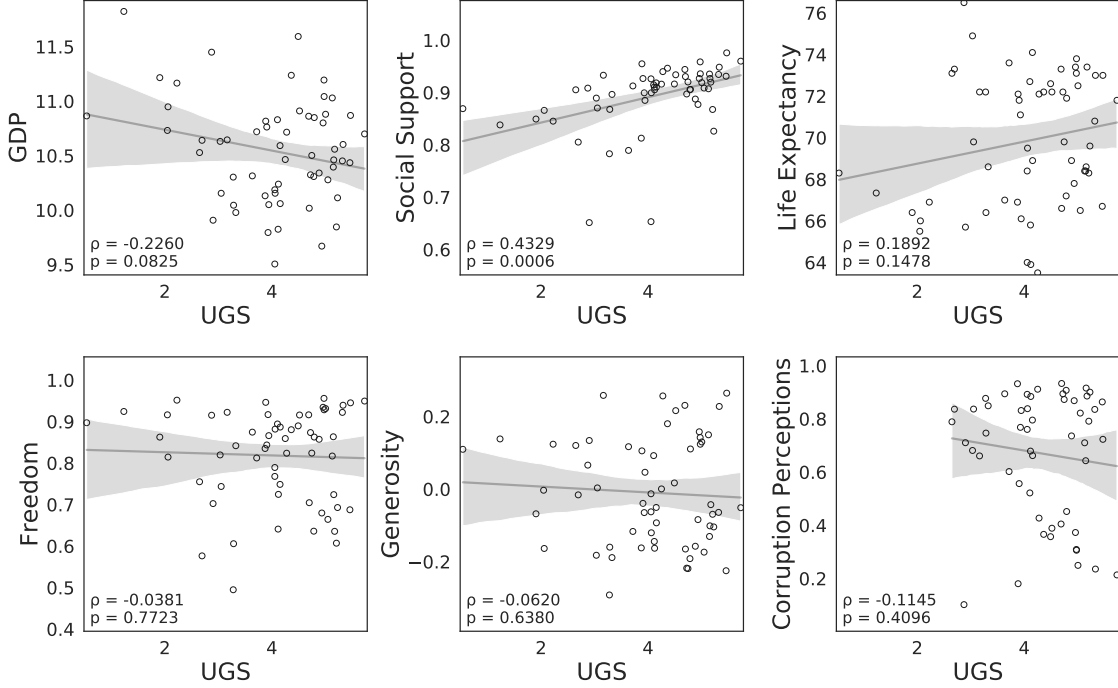 GDP
11.5
11.0
10.5
10.0
9.5
ρ = -0.2260
p = 0.0825
2
4
UGS
Social Support
1.0
0.9
0.8
0.7
0.6
ρ = 0.4329
p = 0.0006
2
4
UGS
Life Expectancy
76
74
72
70
68
66
64
ρ = 0.1892
p = 0.1478
2
4
UGS
Freedom
1.0
0.9
0.8
0.7
0.6
0.5
0.4
ρ = -0.0381
p = 0.7723
2
4
UGS
Generosity
0.2
0.0
−0.2
ρ = -0.0620
p = 0.6380
2
4
UGS
Corruption Perceptions
1.0
0.8
0.6
0.4
0.2
ρ = -0.1145
p = 0.4096
2
4
UGS